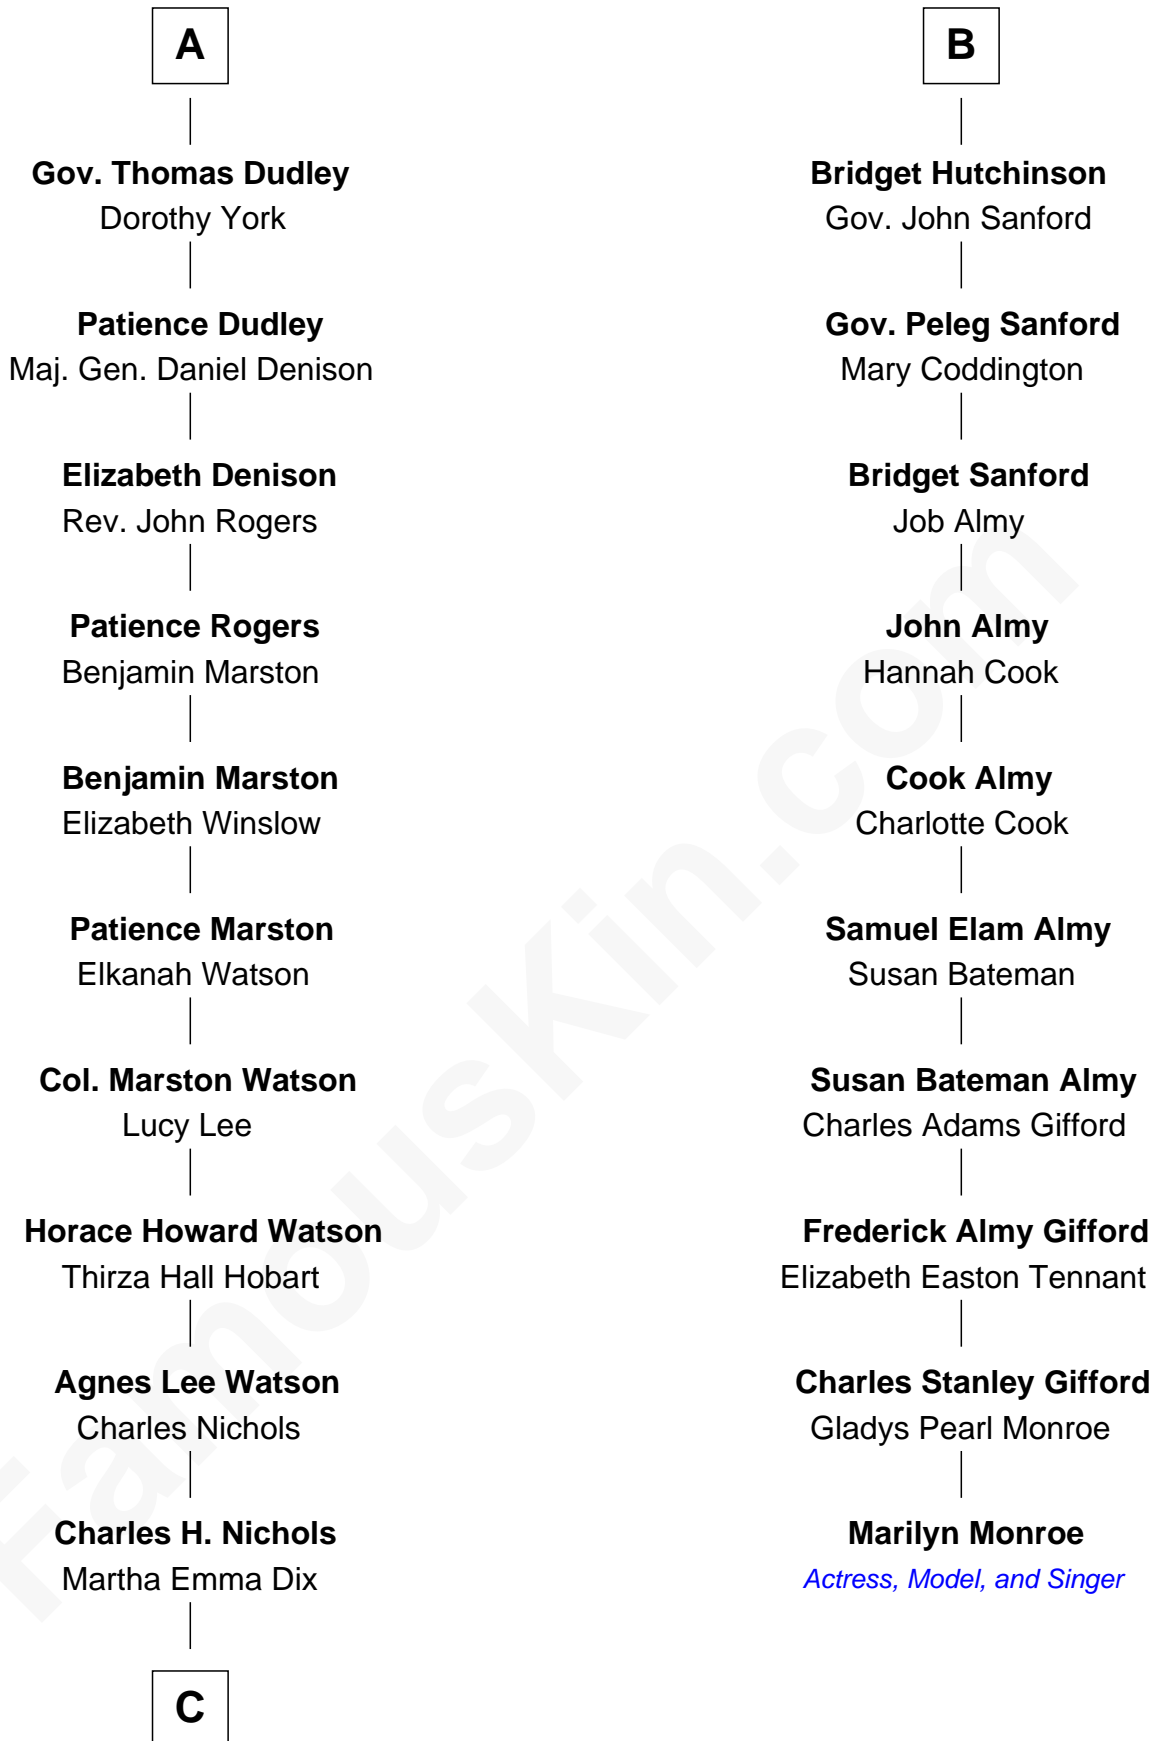 A
Gov. Thomas Dudley
Dorothy York
Patience Dudley
Maj. Gen. Daniel Denison
Elizabeth Denison
Rev. John Rogers
Patience Rogers
Benjamin Marston
Benjamin Marston
Elizabeth Winslow
Patience Marston
Elkanah Watson
Col. Marston Watson
Lucy Lee
Horace Howard Watson
Thirza Hall Hobart
Agnes Lee Watson
Charles Nichols
Charles H. Nichols
Martha Emma Dix
C
B
Bridget Hutchinson
Gov. John Sanford
Gov. Peleg Sanford
Mary Coddington
Bridget Sanford
Job Almy
John Almy
Hannah Cook
Cook Almy
Charlotte Cook
Samuel Elam Almy
Susan Bateman
Susan Bateman Almy
Charles Adams Gifford
Frederick Almy Gifford
Elizabeth Easton Tennant
Charles Stanley Gifford
Gladys Pearl Monroe
Marilyn Monroe
Actress, Model, and Singer
FamousKin.com